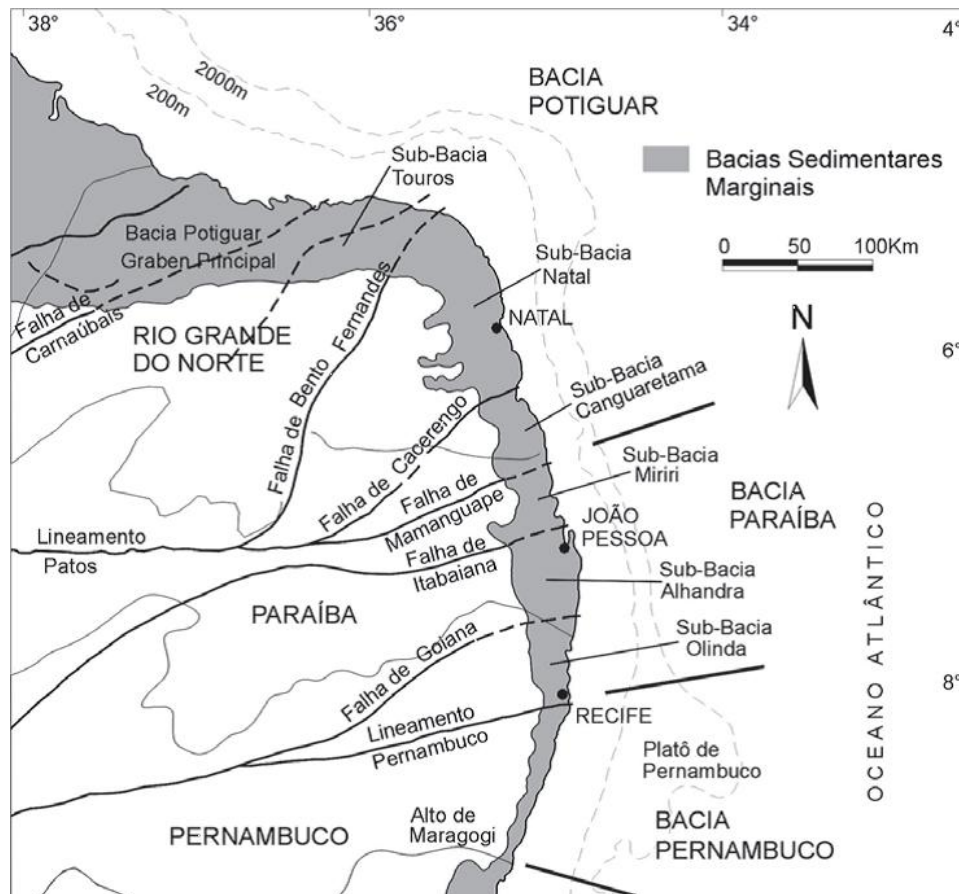 38°
36°
34°
4°
2000m
200m
BACIA
POTIGUAR
Sub-Bacia
Touros
Bacias Sedimentares
Marginais
0 50 100Km
Bacia Potiguar
Graben Principal
Sub-Bacia
Natal
Falha de
Carnaúbais
RIO GRANDE
DO NORTE
Falha de Bento Fernandes
NATAL
N
6°
Sub-Bacia
Canguaretama
Falha de Cacerengo
Sub-Bacia
Miriri
Falha de
Mamanguape
BACIA
PARAÍBA
JOÃO
PESSOA
Lineamento
Patos
Falha de
Itabaiana
Sub-Bacia
Alhandra
PARAÍBA
OCEANO ATLÂNTICO
Sub-Bacia
Olinda
Falha de Goiana
8°
RECIFE
Lineamento
Pernambuco
Platô de
Pernambuco
Alto de
Maragogi
PERNAMBUCO
BACIA
PERNAMBUCO